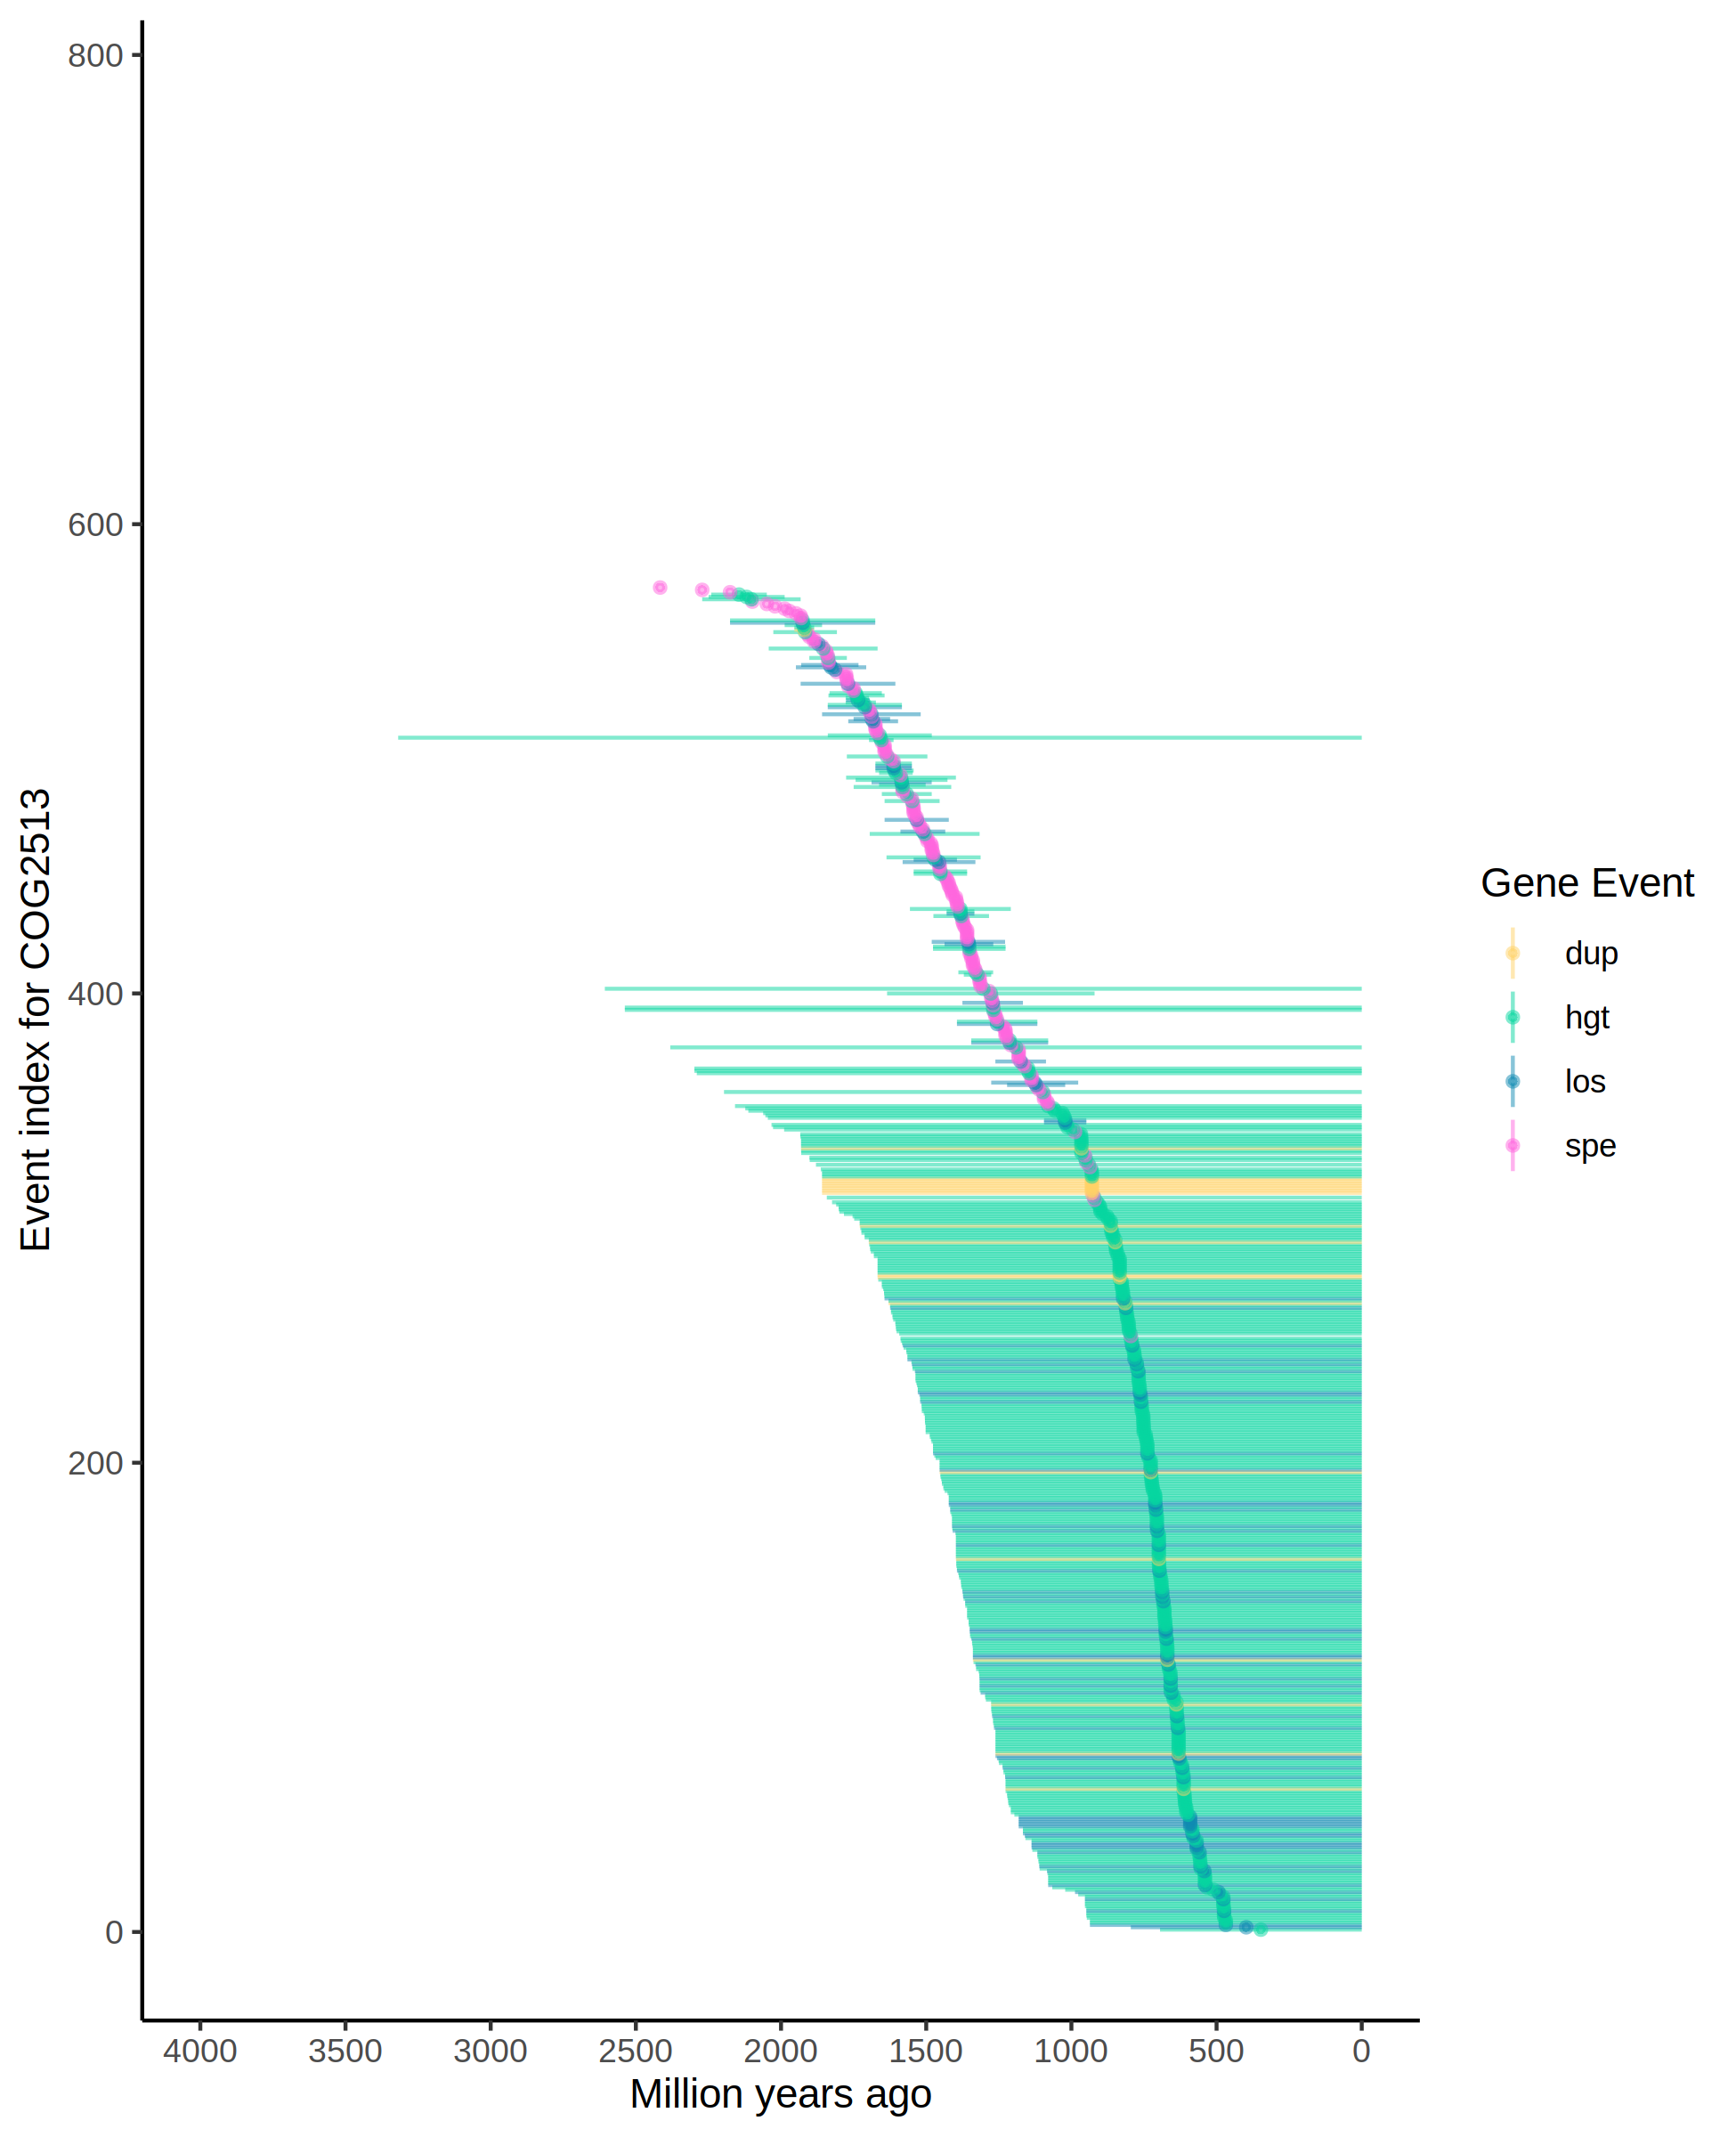 800
600
400
200
0
Event index for COG2513
4000 3500 3000 2500 2000 1500 1000 500 0
Million years ago
Gene Event
dup
hgt
los
spe